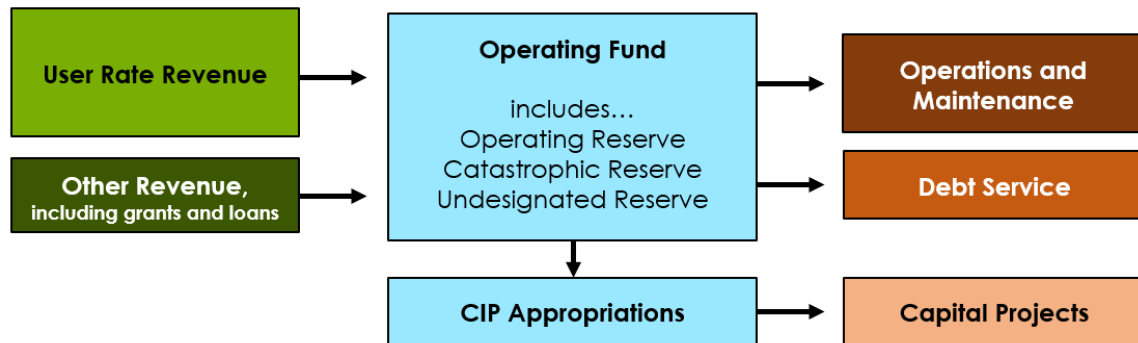 User Rate Revenue
Other Revenue,
including grants and loans
Operating Fund
includes…
Operating Reserve
Catastrophic Reserve
Undesignated Reserve
CIP Appropriations
Operations and
Maintenance
Debt Service
Capital Projects